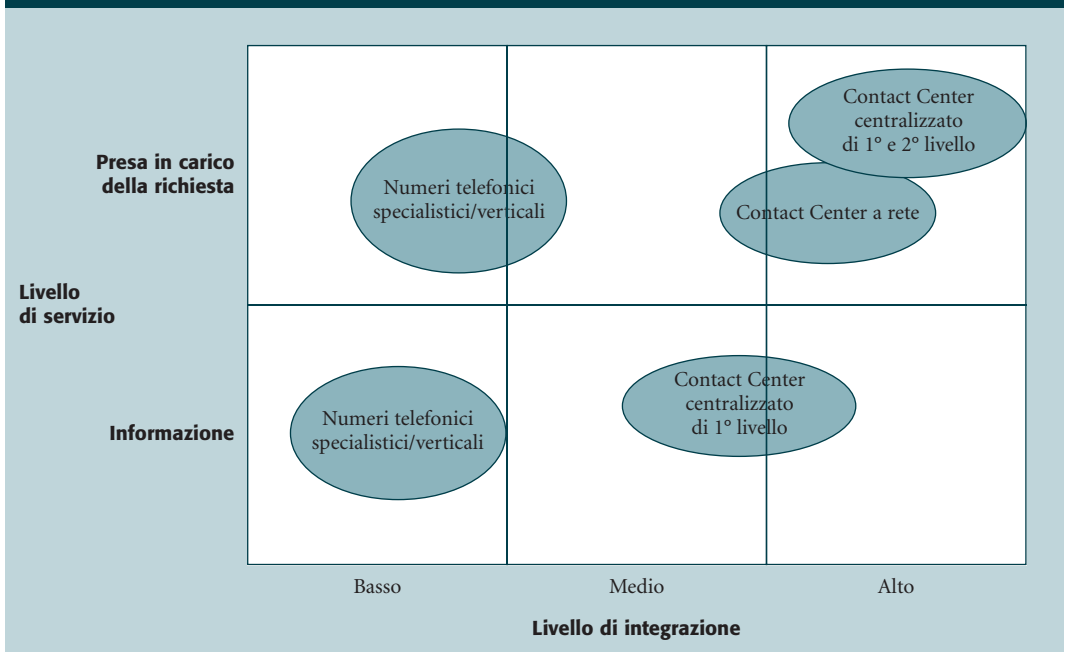 Contact Center
centralizzato
di 1° e 2° livello
Presa in carico
della richiesta
Numeri telefonici
specialistici/verticali
Contact Center a rete
Livello
di servizio
Contact Center
centralizzato
di 1° livello
Informazione
Numeri telefonici
specialistici/verticali
Basso
Medio
Alto
Livello di integrazione